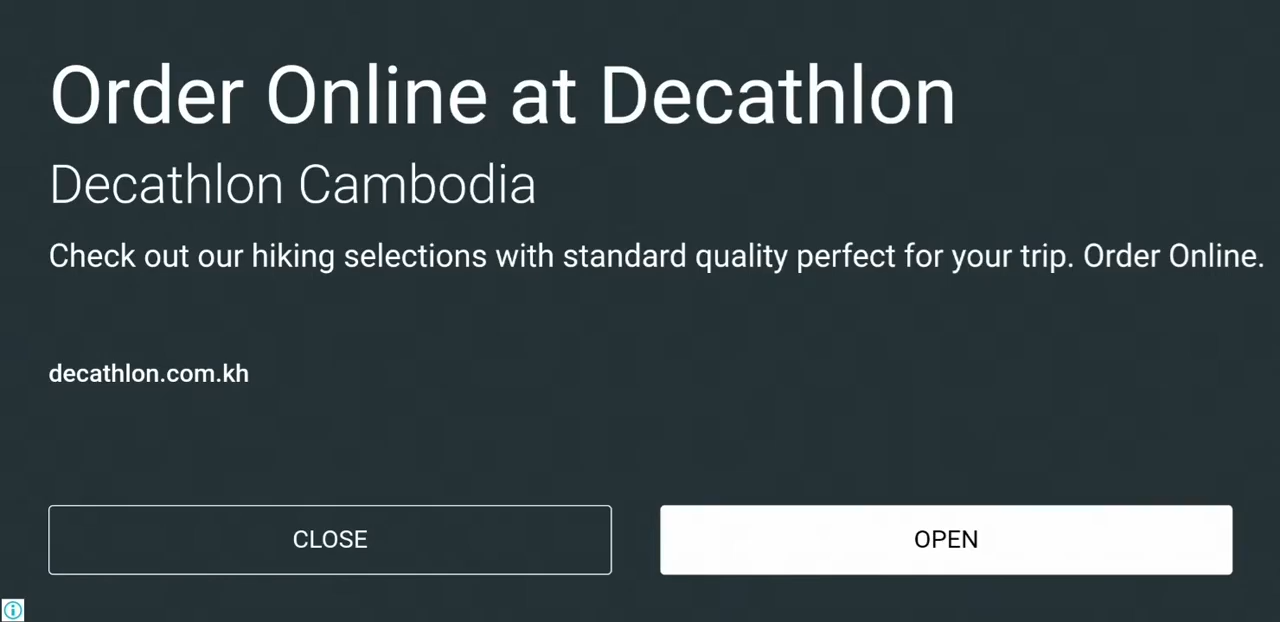 Order Online at Decathlon
Decathlon Cambodia
Check out our hiking selections with standard quality perfect for your trip. Order Online.
decathlon.com.kh
CLOSE
OPEN